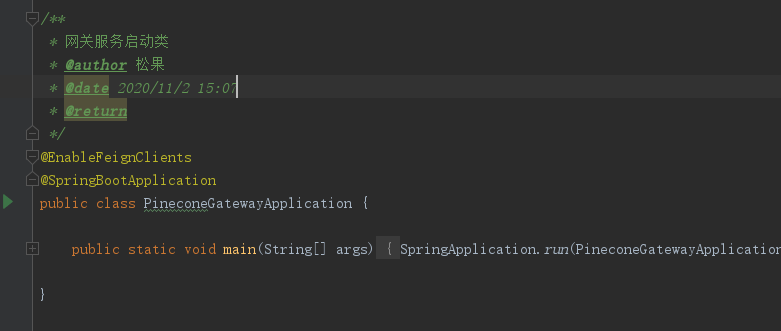 /**
* 网关服务启动类
* @author 松果
* @date 2020/11/2 15:07
* @return
*/
@EnableFeignClients
@SpringBootApplication
public class PineconeGatewayApplication {
public static void main(String[] args) { SpringApplication.run(PineconeGatewayApplication
}